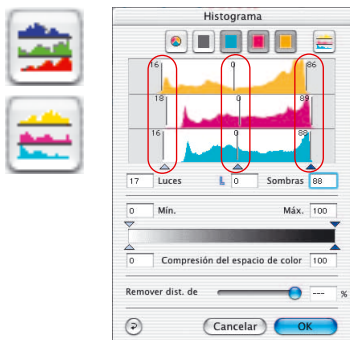 Histograma
16 0 86
18 0 89
16 0 88
17 Luces 0 Sombras 88
0 Mín. Máx. 100
0 Compresión del espacio de color 100
Remover dist. de --- %
Cancelar OK